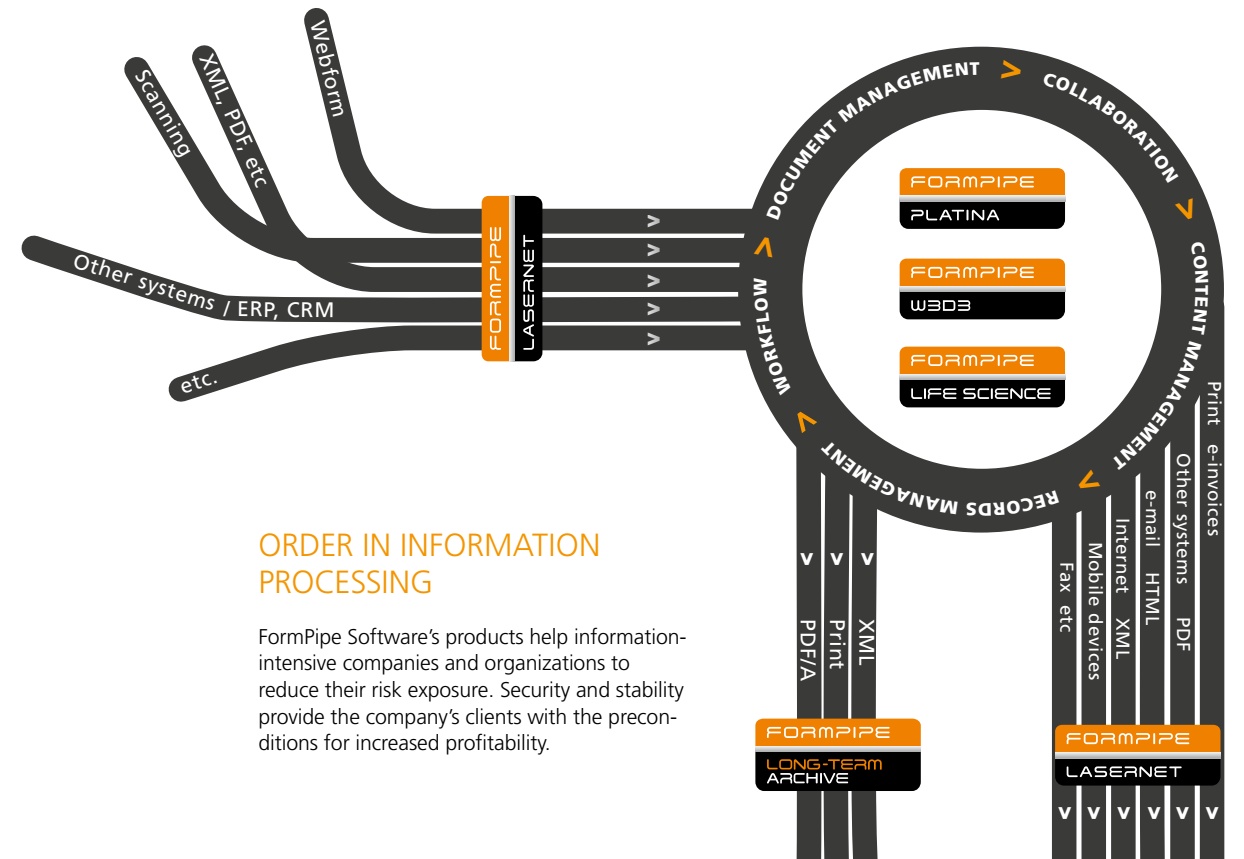 Webform
XML, PDF, etc
Scanning
Other systems / ERP, CRM
etc.
FORMPIPE
LASERNET
>
>
>
>
>
WORKFLOW >
DOCUMENT MANAGEMENT >
COLLABORATION >
CONTENT MANAGEMENT >
RECORDS MANAGEMENT >
FORMPIPE
PLATINA
FORMPIPE
W3D3
FORMPIPE
LIFE SCIENCE
ORDER IN INFORMATION
PROCESSING
FormPipe Software’s products help information-
intensive companies and organizations to
reduce their risk exposure. Security and stability
provide the company’s clients with the precon-
ditions for increased profitability.
> PDF/A
> Print
> XML
FORMPIPE
LONG-TERM
ARCHIVE
Fax etc
Mobile devices
Internet XML
e-mail HTML
Other systems PDF
Print e-invoices
FORMPIPE
LASERNET
> > > > > >